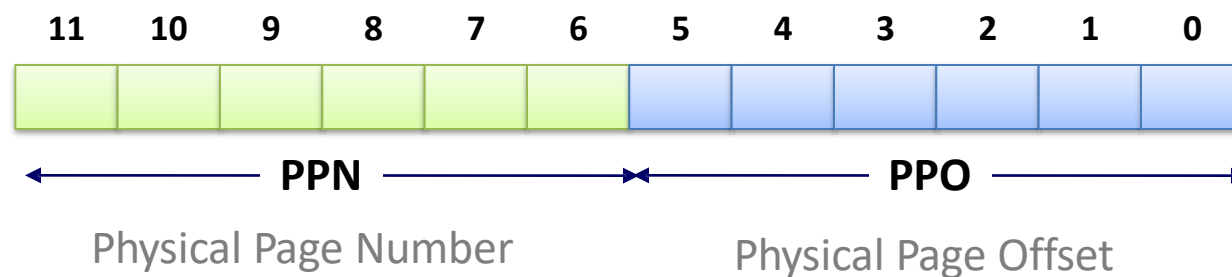 11 10 9 8 7 6 5 4 3 2 1 0
PPN PPO
Physical Page Number Physical Page Offset